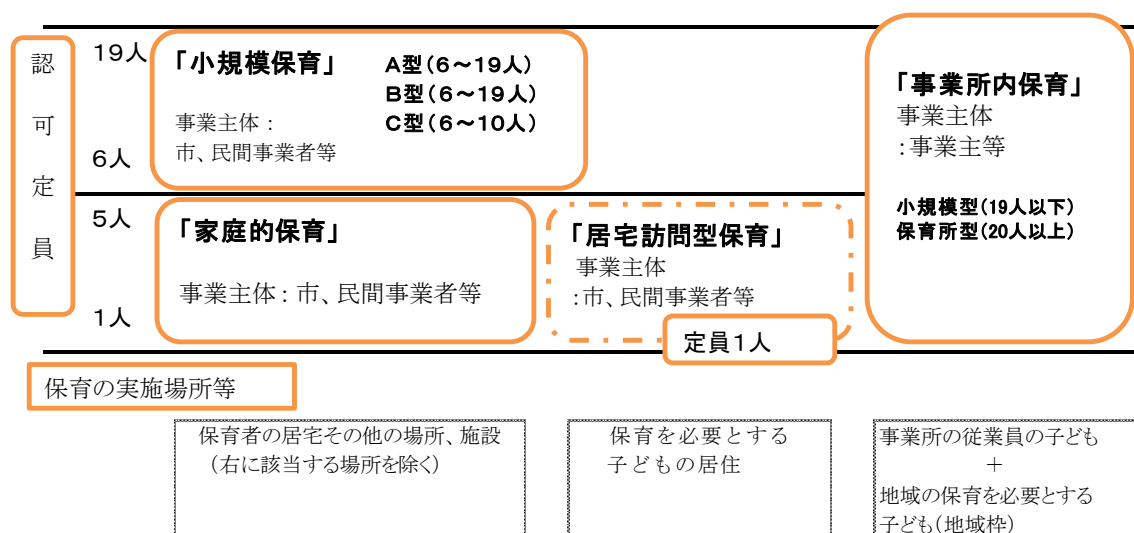 認可定員
19人
6人
5人
1人
「小規模保育」 A型(6～19人)
B型(6～19人)
事業主体： C型(6～10人)
市、民間事業者等
「家庭的保育」
事業主体：市、民間事業者等
「居宅訪問型保育」
事業主体
：市、民間事業者等
定員1人
「事業所内保育」
事業主体
：事業主等
小規模型(19人以下)
保育所型(20人以上)
保育の実施場所等
保育者の居宅その他の場所、施設
(右に該当する場所を除く)
保育を必要とする
子どもの居住
事業所の従業員の子ども
＋
地域の保育を必要とする
子ども(地域枠)